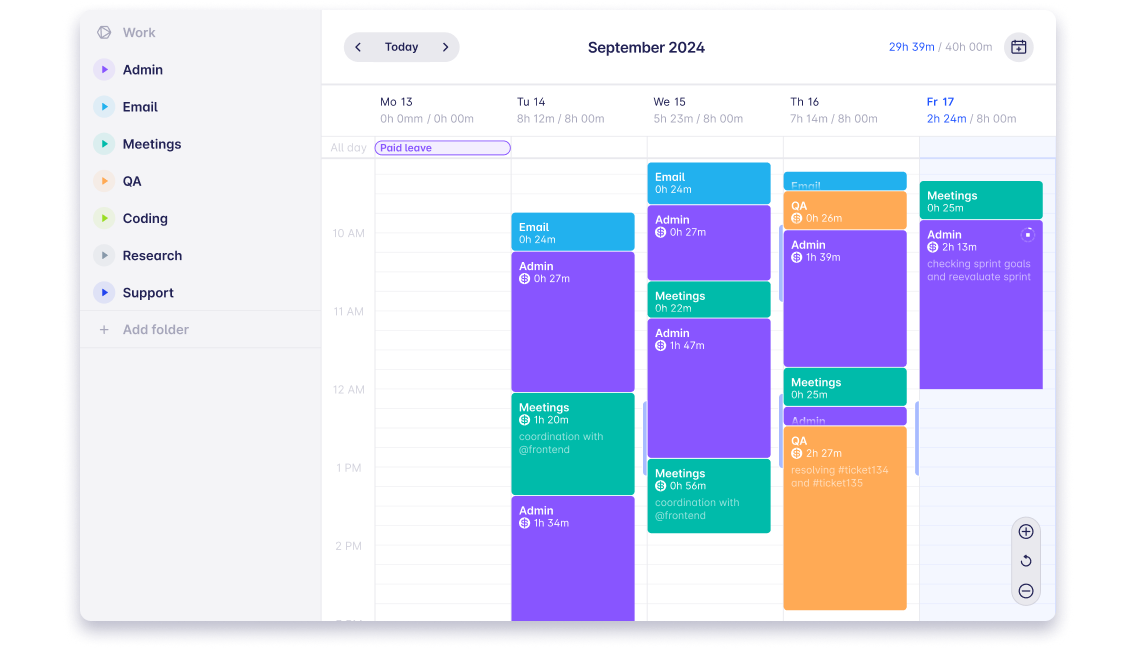 Work
Admin
Email
Meetings
QA
Coding
Research
Support
Add folder
Today
September 2024
29h 39m / 40h 00m
Mo 13
0h 0mm / 0h 00m
Tu 14
8h 12m / 8h 00m
We 15
5h 23m / 8h 00m
Th 16
7h 14m / 8h 00m
Fr 17
2h 24m / 8h 00m
All day
Paid leave
10 AM
11 AM
12 AM
1 PM
2 PM
Email
0h 24m
Admin
0h 27m
Meetings
1h 20m
coordination with
@frontend
Admin
1h 34m
Email
0h 24m
Admin
0h 27m
Meetings
0h 22m
Admin
1h 47m
Meetings
0h 56m
coordination with
@frontend
Email
QA
0h 26m
Admin
1h 39m
Meetings
0h 25m
Admin
QA
2h 27m
resolving #ticket134
and #ticket135
Meetings
0h 25m
Admin
2h 13m
checking sprint goals
and reevaluate sprint